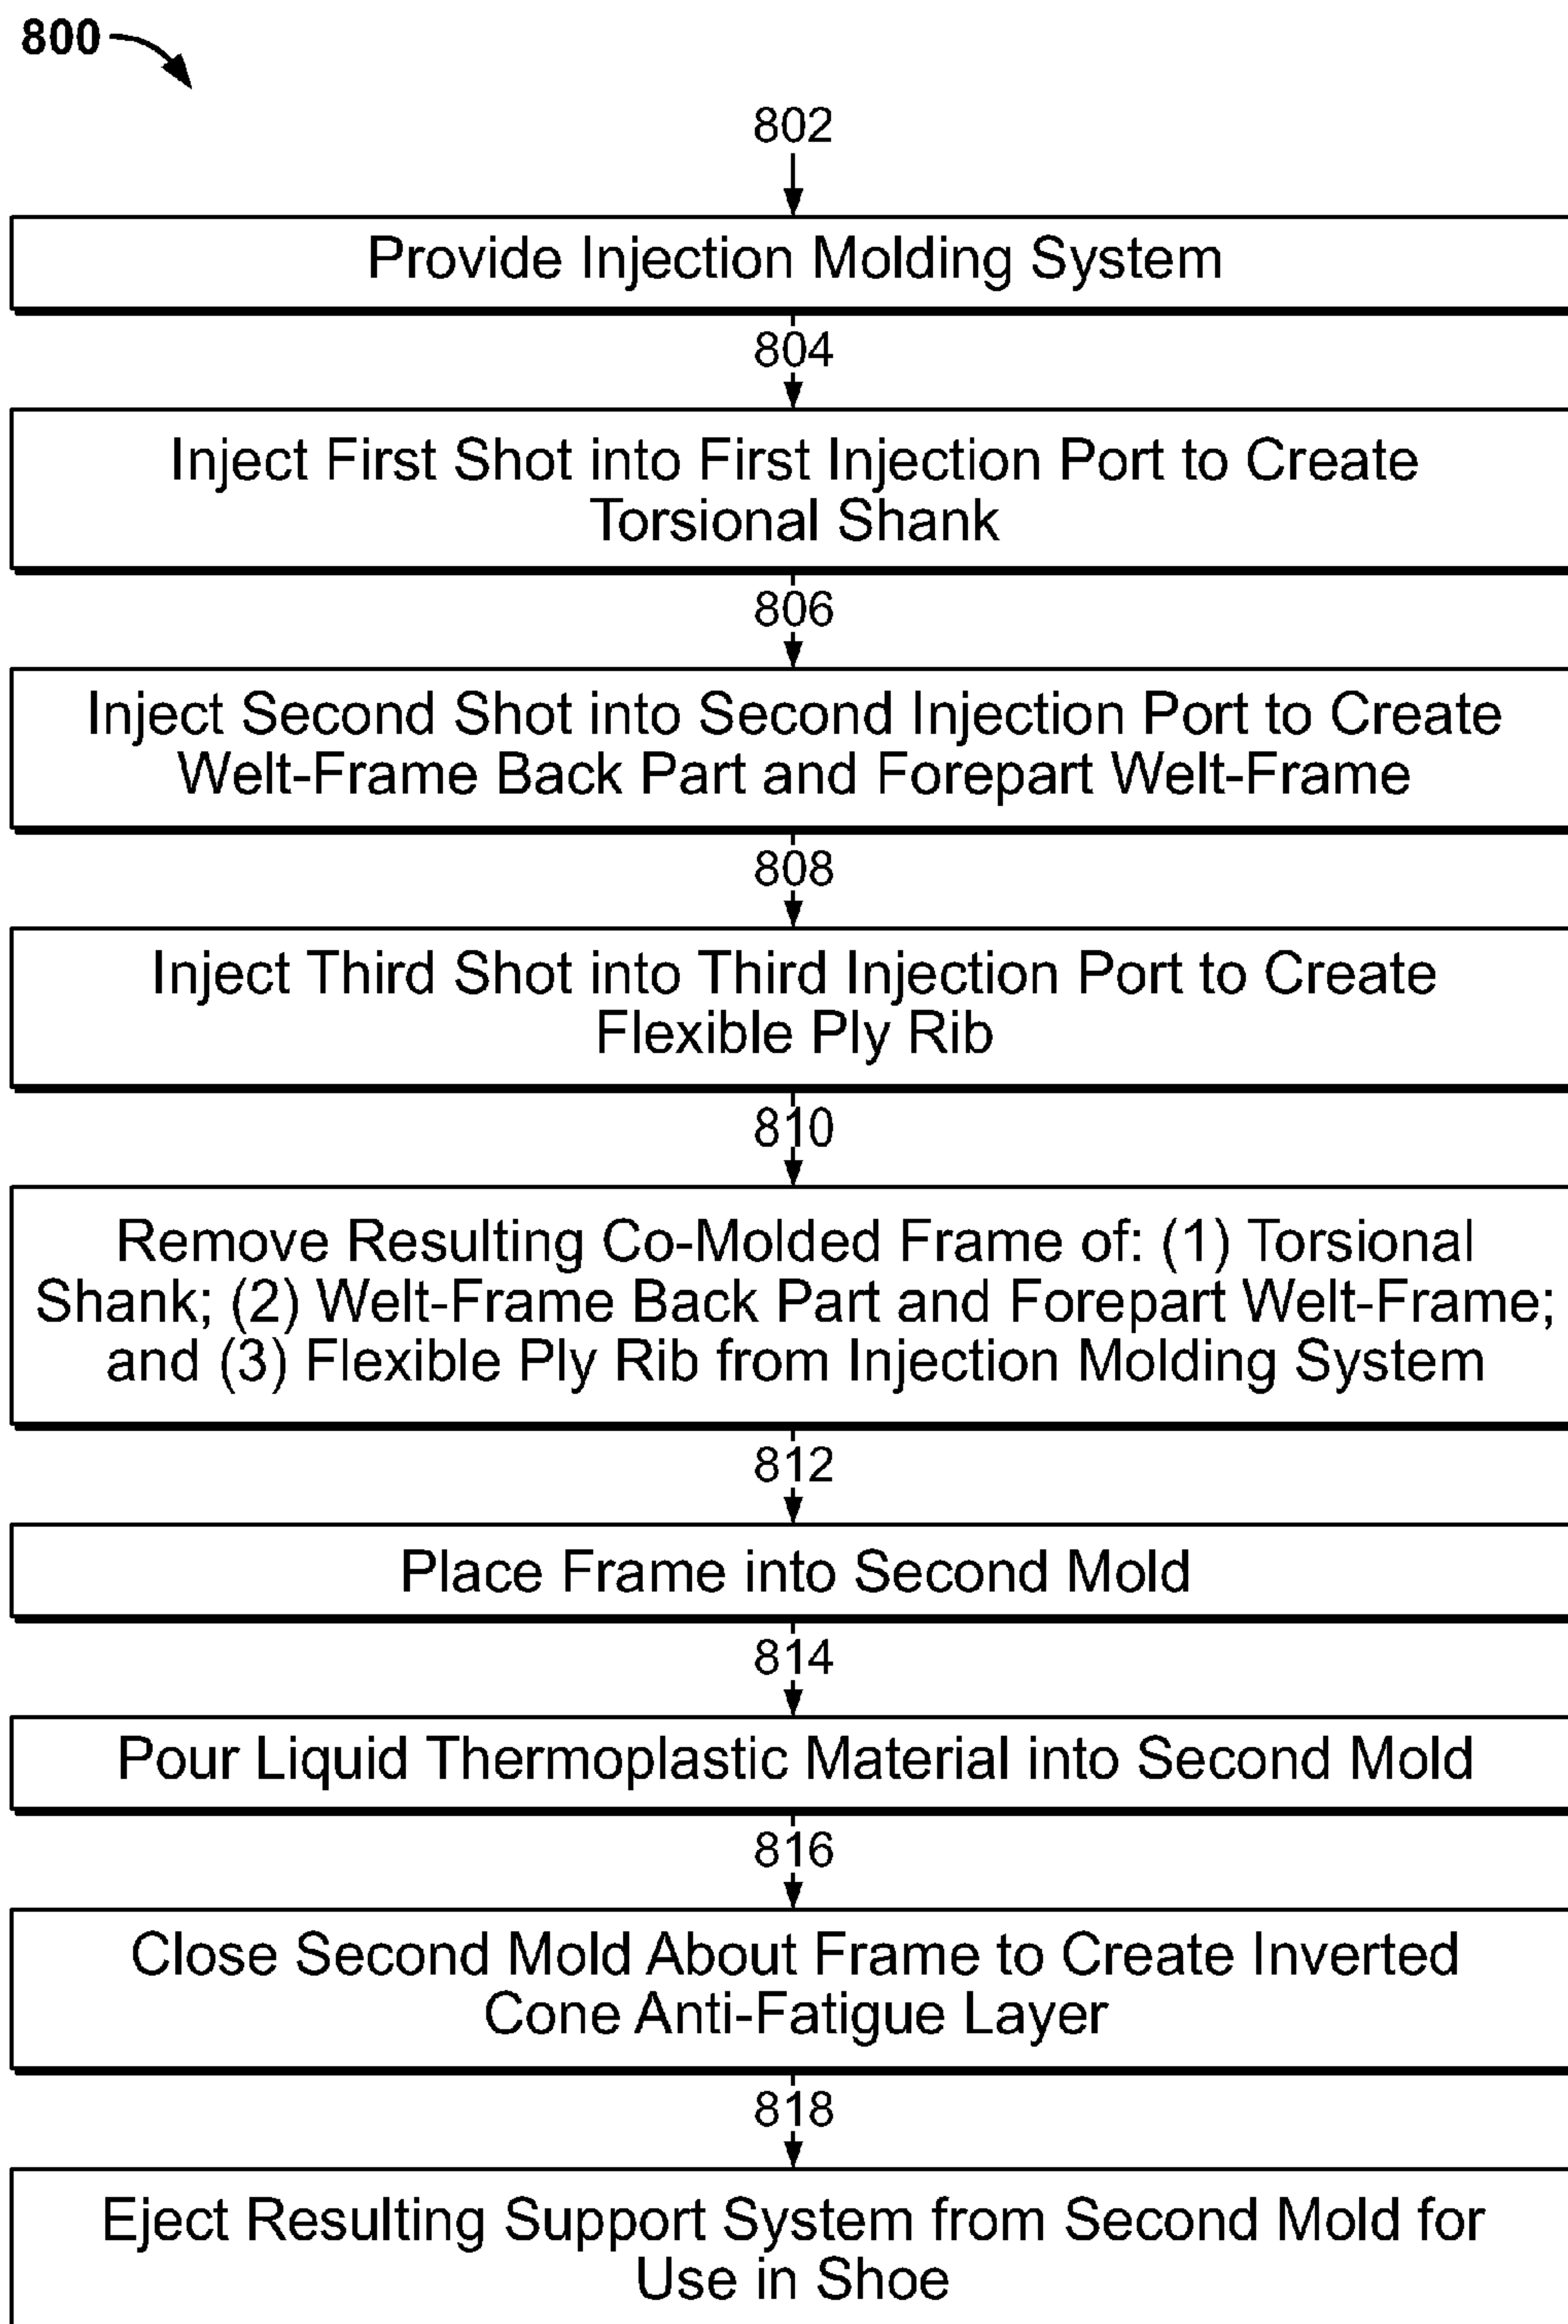 800
802
Provide Injection Molding System
804
Inject First Shot into First Injection Port to Create
Torsional Shank
806
Inject Second Shot into Second Injection Port to Create
Welt-Frame Back Part and Forepart Welt-Frame
808
Inject Third Shot into Third Injection Port to Create
Flexible Ply Rib
810
Remove Resulting Co-Molded Frame of: (1) Torsional
Shank; (2) Welt-Frame Back Part and Forepart Welt-Frame;
and (3) Flexible Ply Rib from Injection Molding System
812
Place Frame into Second Mold
814
Pour Liquid Thermoplastic Material into Second Mold
816
Close Second Mold About Frame to Create Inverted
Cone Anti-Fatigue Layer
818
Eject Resulting Support System from Second Mold for
Use in Shoe